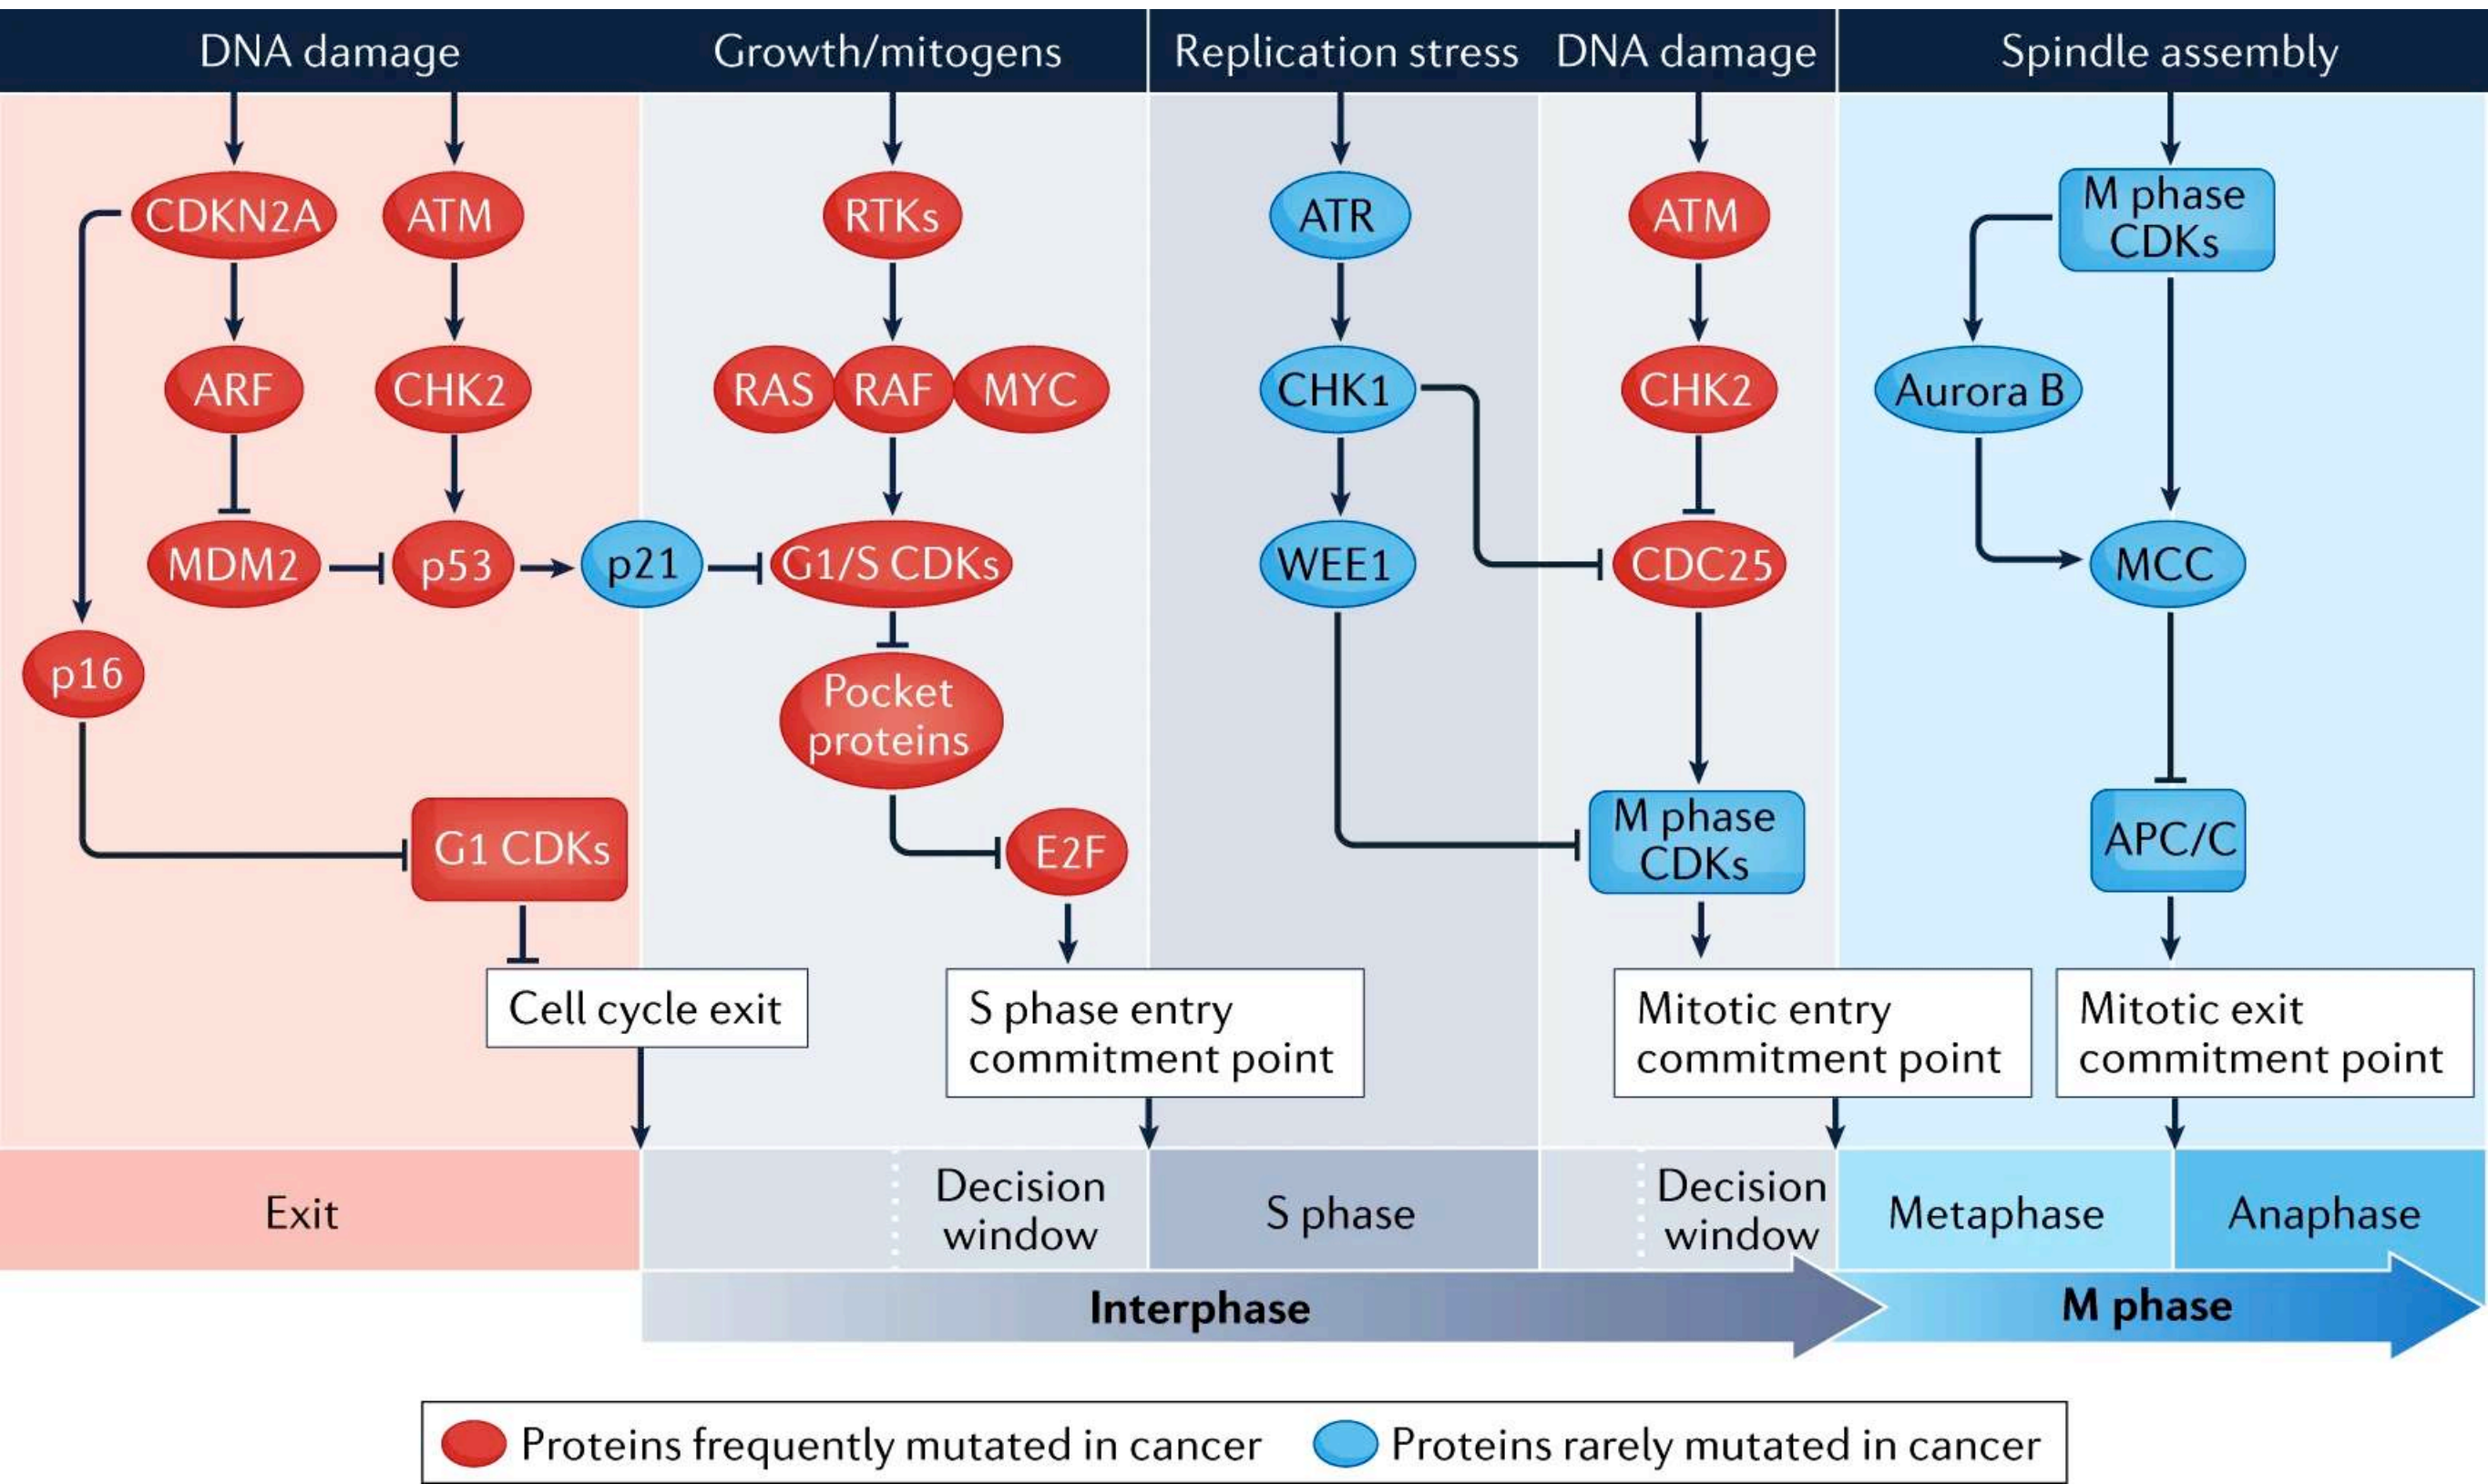 DNA damage
Growth/mitogens
Replication stress
DNA damage
Spindle assembly
CDKN2A
ATM
RTKs
ATR
ATM
M phase
CDKs
ARF
CHK2
RAS
RAF
MYC
CHK1
CHK2
Aurora B
MDM2
p53
p21
G1/S CDKs
WEE1
CDC25
MCC
p16
Pocket
proteins
G1 CDKs
E2F
M phase
CDKs
APC/C
Cell cycle exit
S phase entry
commitment point
Mitotic entry
commitment point
Mitotic exit
commitment point
Exit
Decision
window
S phase
Decision
window
Metaphase
Anaphase
Interphase
M phase
Proteins frequently mutated in cancer
Proteins rarely mutated in cancer